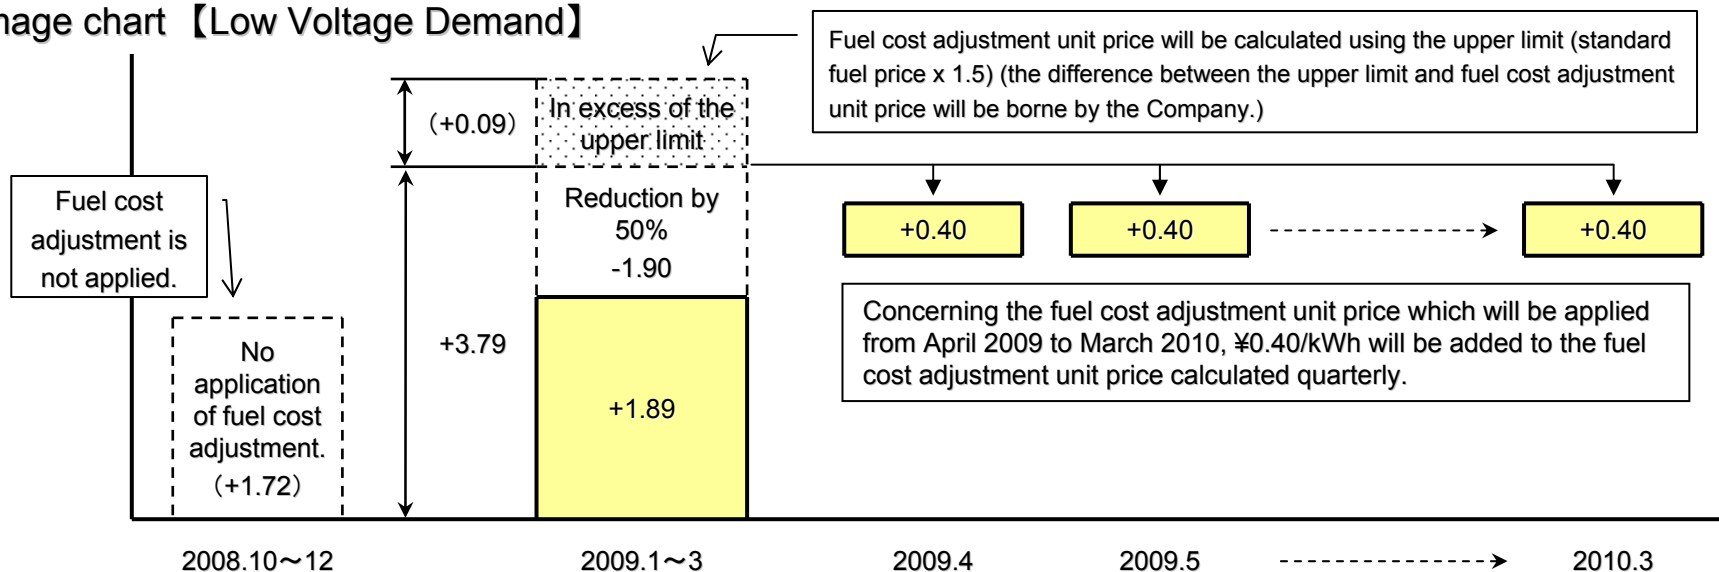 mage chart 【Low Voltage Demand】
Fuel cost adjustment unit price will be calculated using the upper limit (standard
fuel price x 1.5) (the difference between the upper limit and fuel cost adjustment
unit price will be borne by the Company.)
(+0.09)
In excess of the
upper limit
Fuel cost
adjustment is
not applied.
Reduction by
50%
-1.90
+0.40
+0.40
+0.40
Concerning the fuel cost adjustment unit price which will be applied
from April 2009 to March 2010, ¥0.40/kWh will be added to the fuel
cost adjustment unit price calculated quarterly.
No
application
of fuel cost
adjustment.
(+1.72)
+3.79
+1.89
2008.10～12
2009.1～3
2009.4
2009.5
2010.3